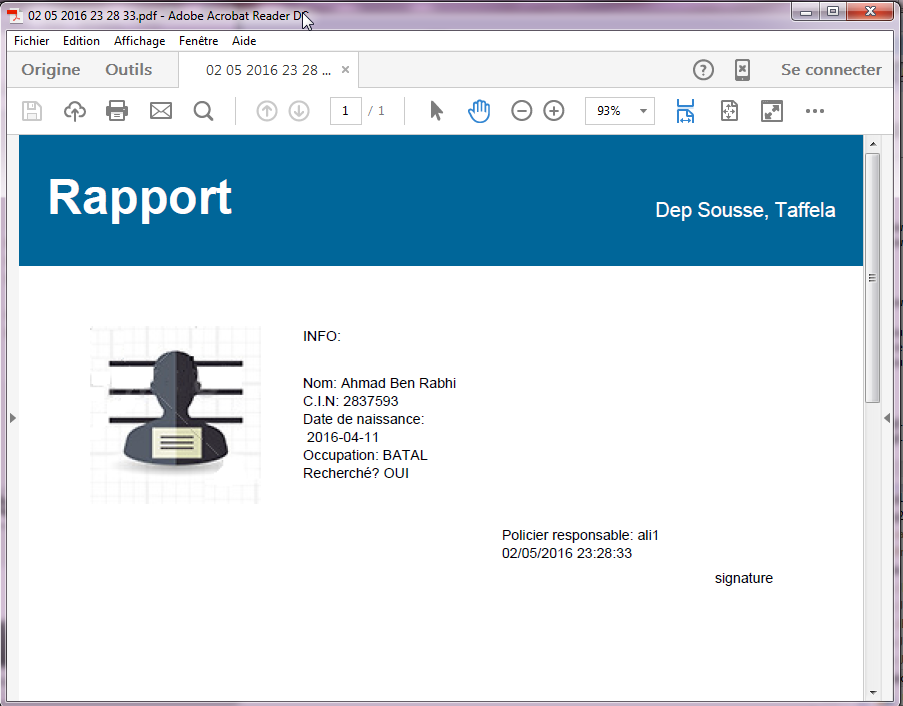 02 05 2016 23 28 33.pdf - Adobe Acrobat Reader DC
Fichier Edition Affichage Fenêtre Aide
Origine Outils 02 05 2016 23 28 ... × ? Se connecter
1 / 1 93%
Rapport
Dep Sousse, Taffela
INFO:
Nom: Ahmad Ben Rabhi
C.I.N: 2837593
Date de naissance:
2016-04-11
Occupation: BATAL
Recherché? OUI
Policier responsable: ali1
02/05/2016 23:28:33
signature